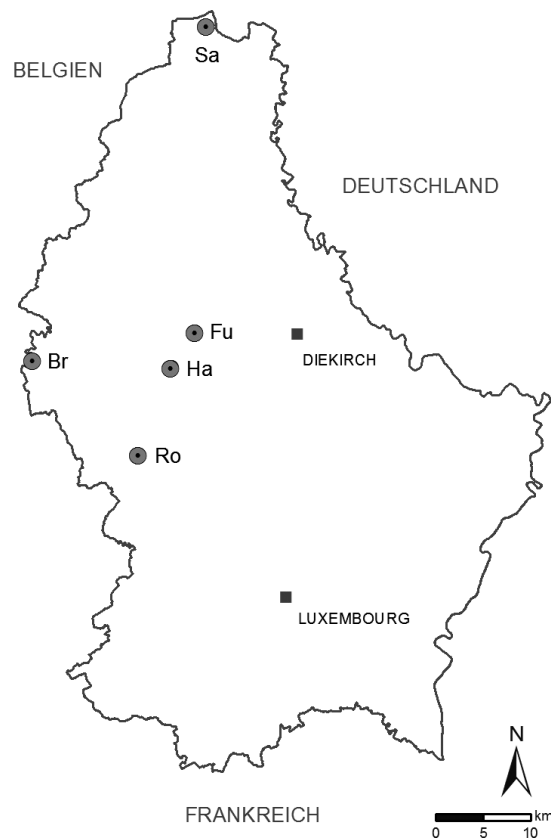 Sa
BELGIEN
DEUTSCHLAND
Fu
DIEKIRCH
Br
Ha
Ro
LUXEMBOURG
N
FRANKREICH
km
0 5 10